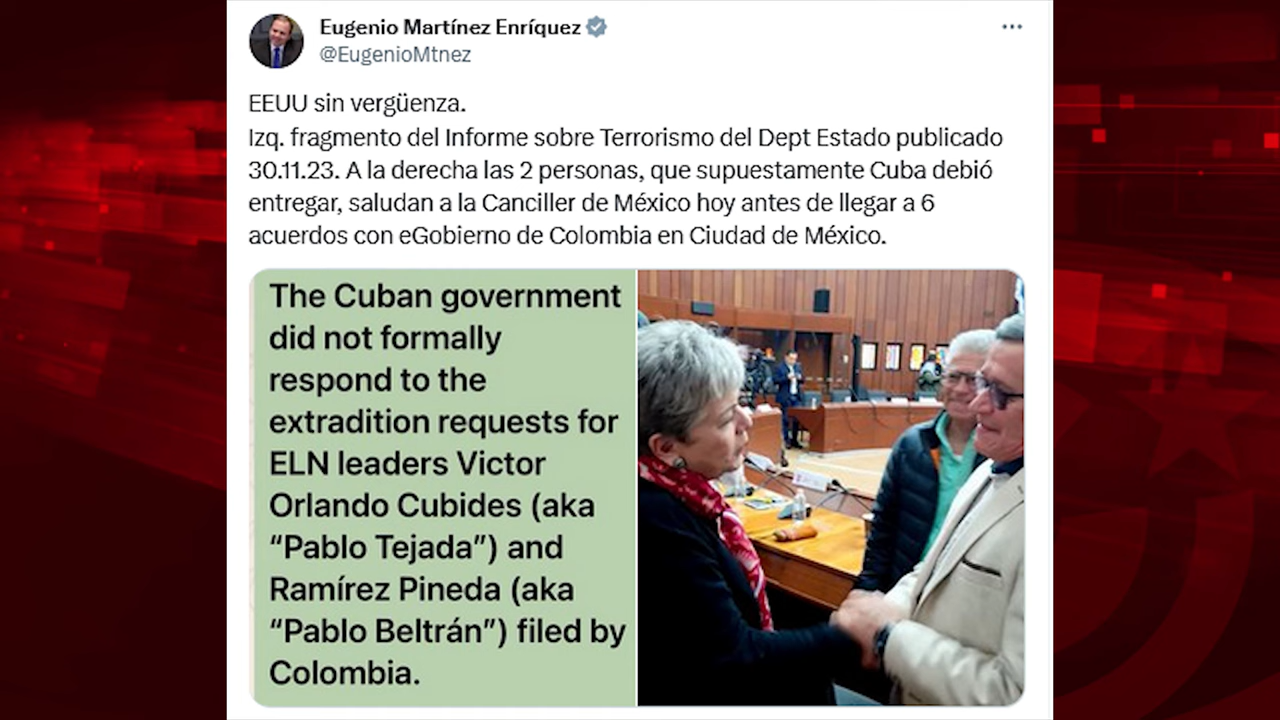 Eugenio Martínez Enríquez
@EugenioMtnez
EEUU sin vergüenza.
Izq. fragmento del Informe sobre Terrorismo del Dept Estado publicado
30.11.23. A la derecha las 2 personas, que supuestamente Cuba debió
entregar, saludan a la Canciller de México hoy antes de llegar a 6
acuerdos con eGobierno de Colombia en Ciudad de México.
The Cuban government
did not formally
respond to the
extradition requests for
ELN leaders Victor
Orlando Cubides (aka
“Pablo Tejada”) and
Ramírez Pineda (aka
“Pablo Beltrán”) filed by
Colombia.